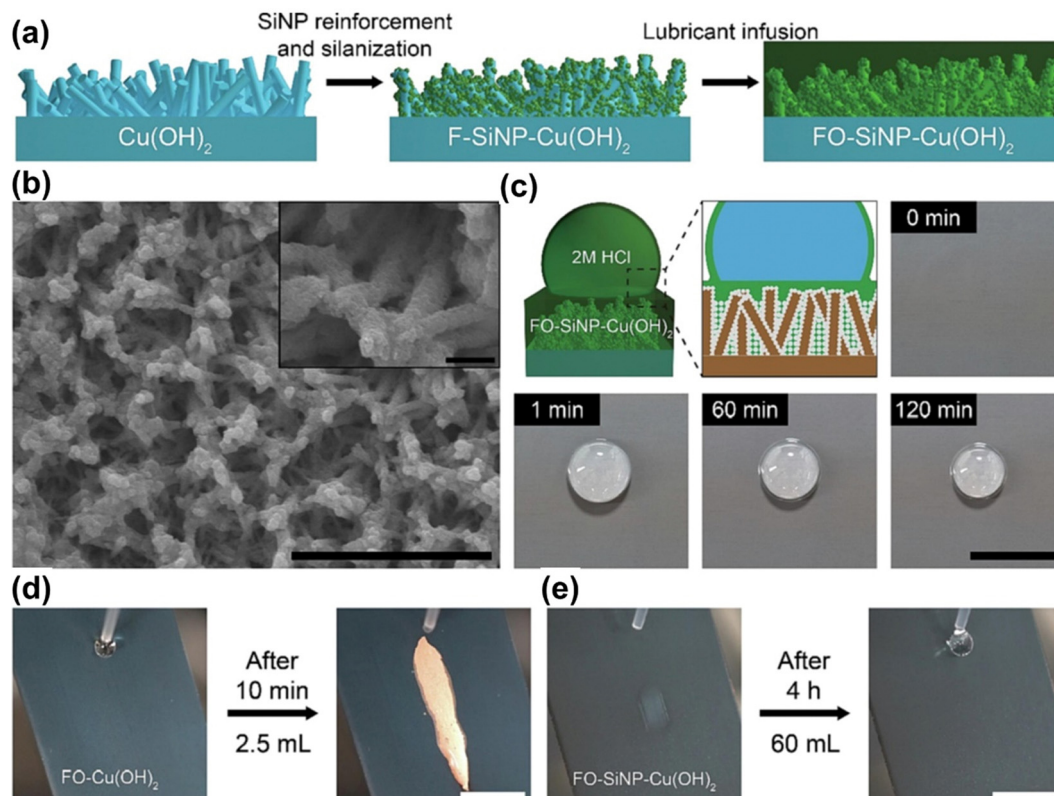 (a)
SiNP reinforcement
and silanization
Lubricant infusion
Cu(OH)2
F-SiNP-Cu(OH)2
FO-SiNP-Cu(OH)2
(b)
(c)
2M HCl
FO-SiNP-Cu(OH)2
0 min
1 min
60 min
120 min
(d)
After
10 min
2.5 mL
FO-Cu(OH)2
(e)
After
4 h
60 mL
FO-SiNP-Cu(OH)2